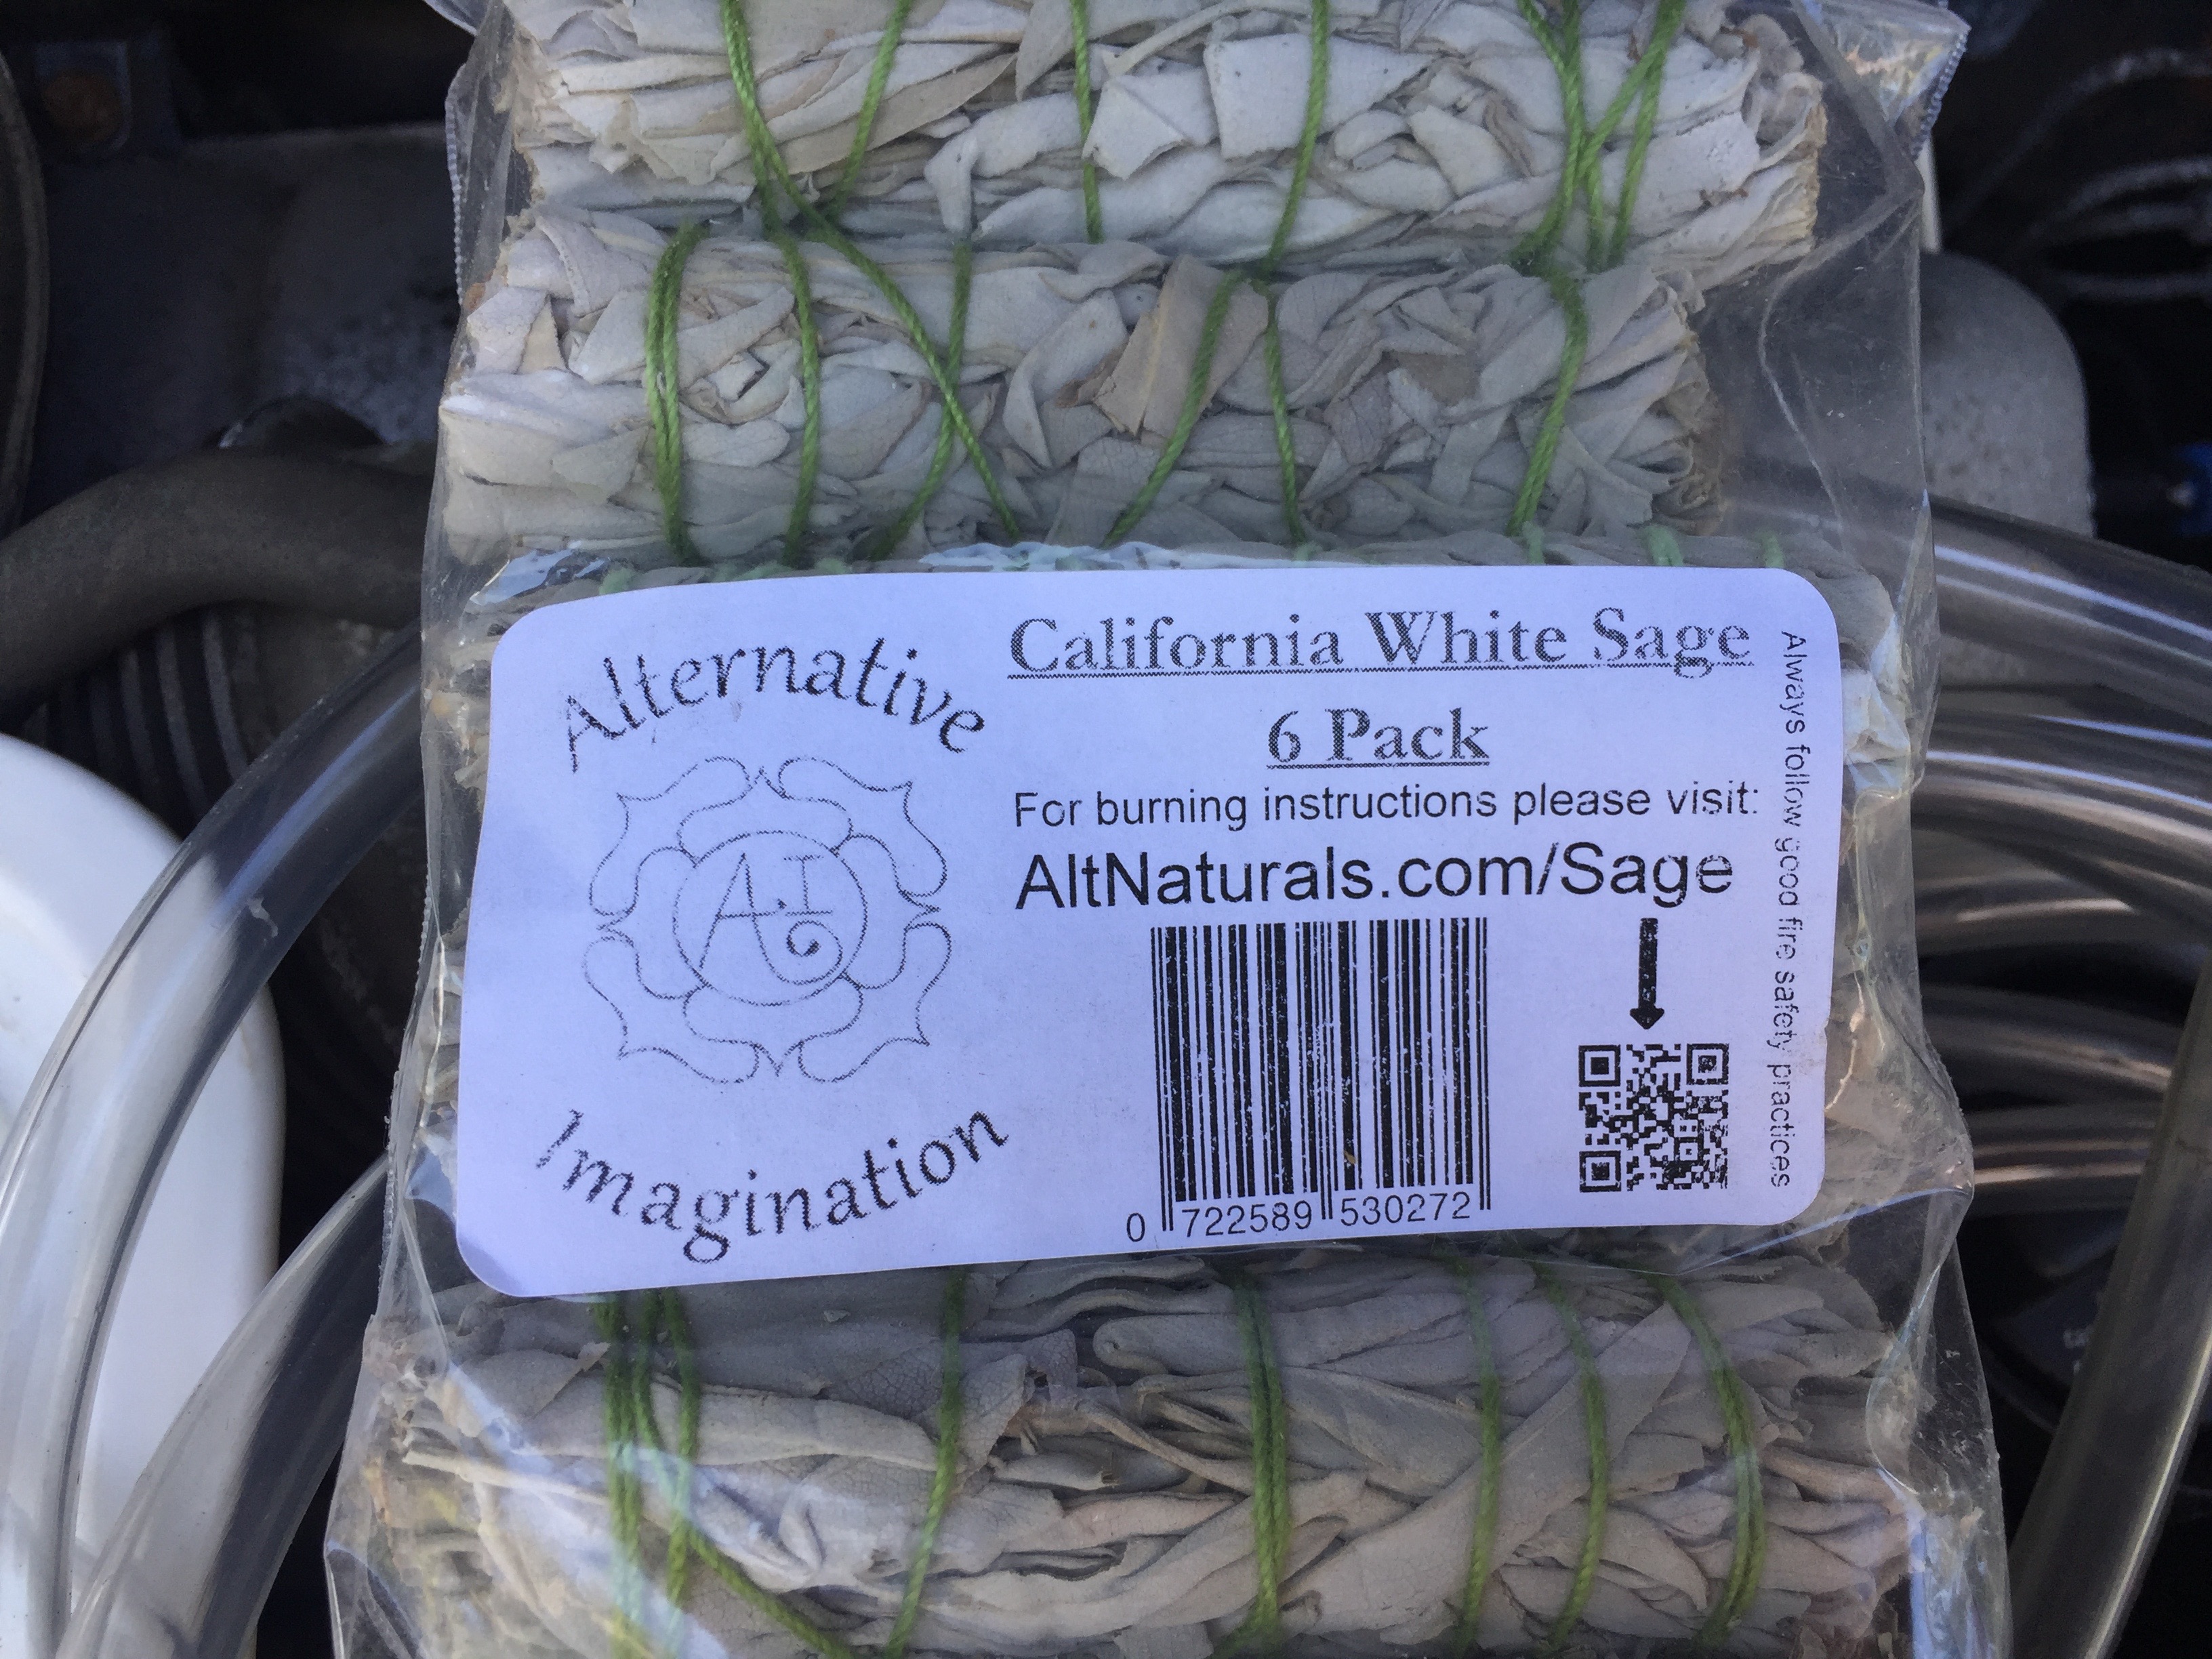 Alternative
A.I
Imagination
California White Sage
6 Pack
For burning instructions please visit:
AltNaturals.com/Sage
0 722589 530272
Always follow good fire safety practices